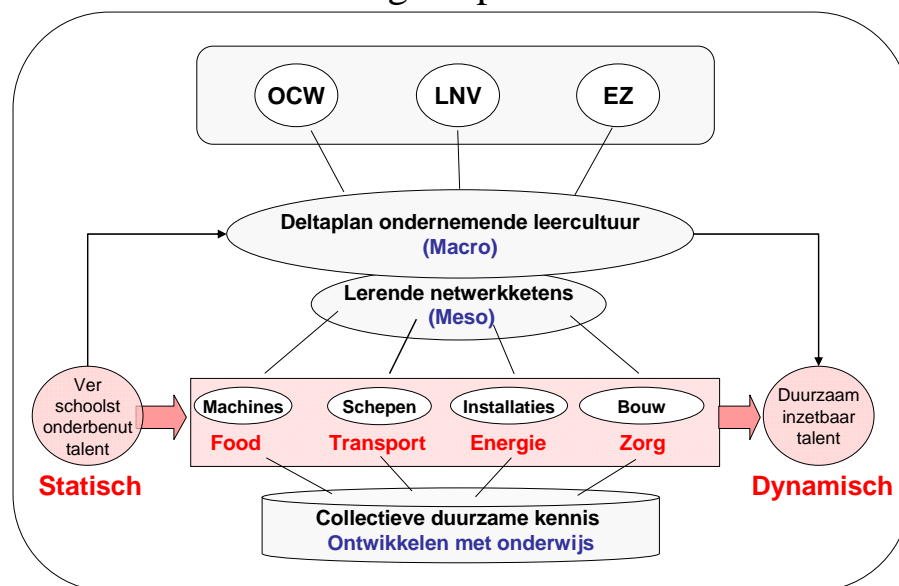 OCW LNV EZ
Deltaplan ondernemende leercultuur
(Macro)
Lerende netwerkketens
(Meso)
Ver
schoolst
onderbenut
talent
Statisch
Machines Schepen Installaties Bouw
Food Transport Energie Zorg
Duurzaam
inzetbaar
talent
Dynamisch
Collectieve duurzame kennis
Ontwikkelen met onderwijs